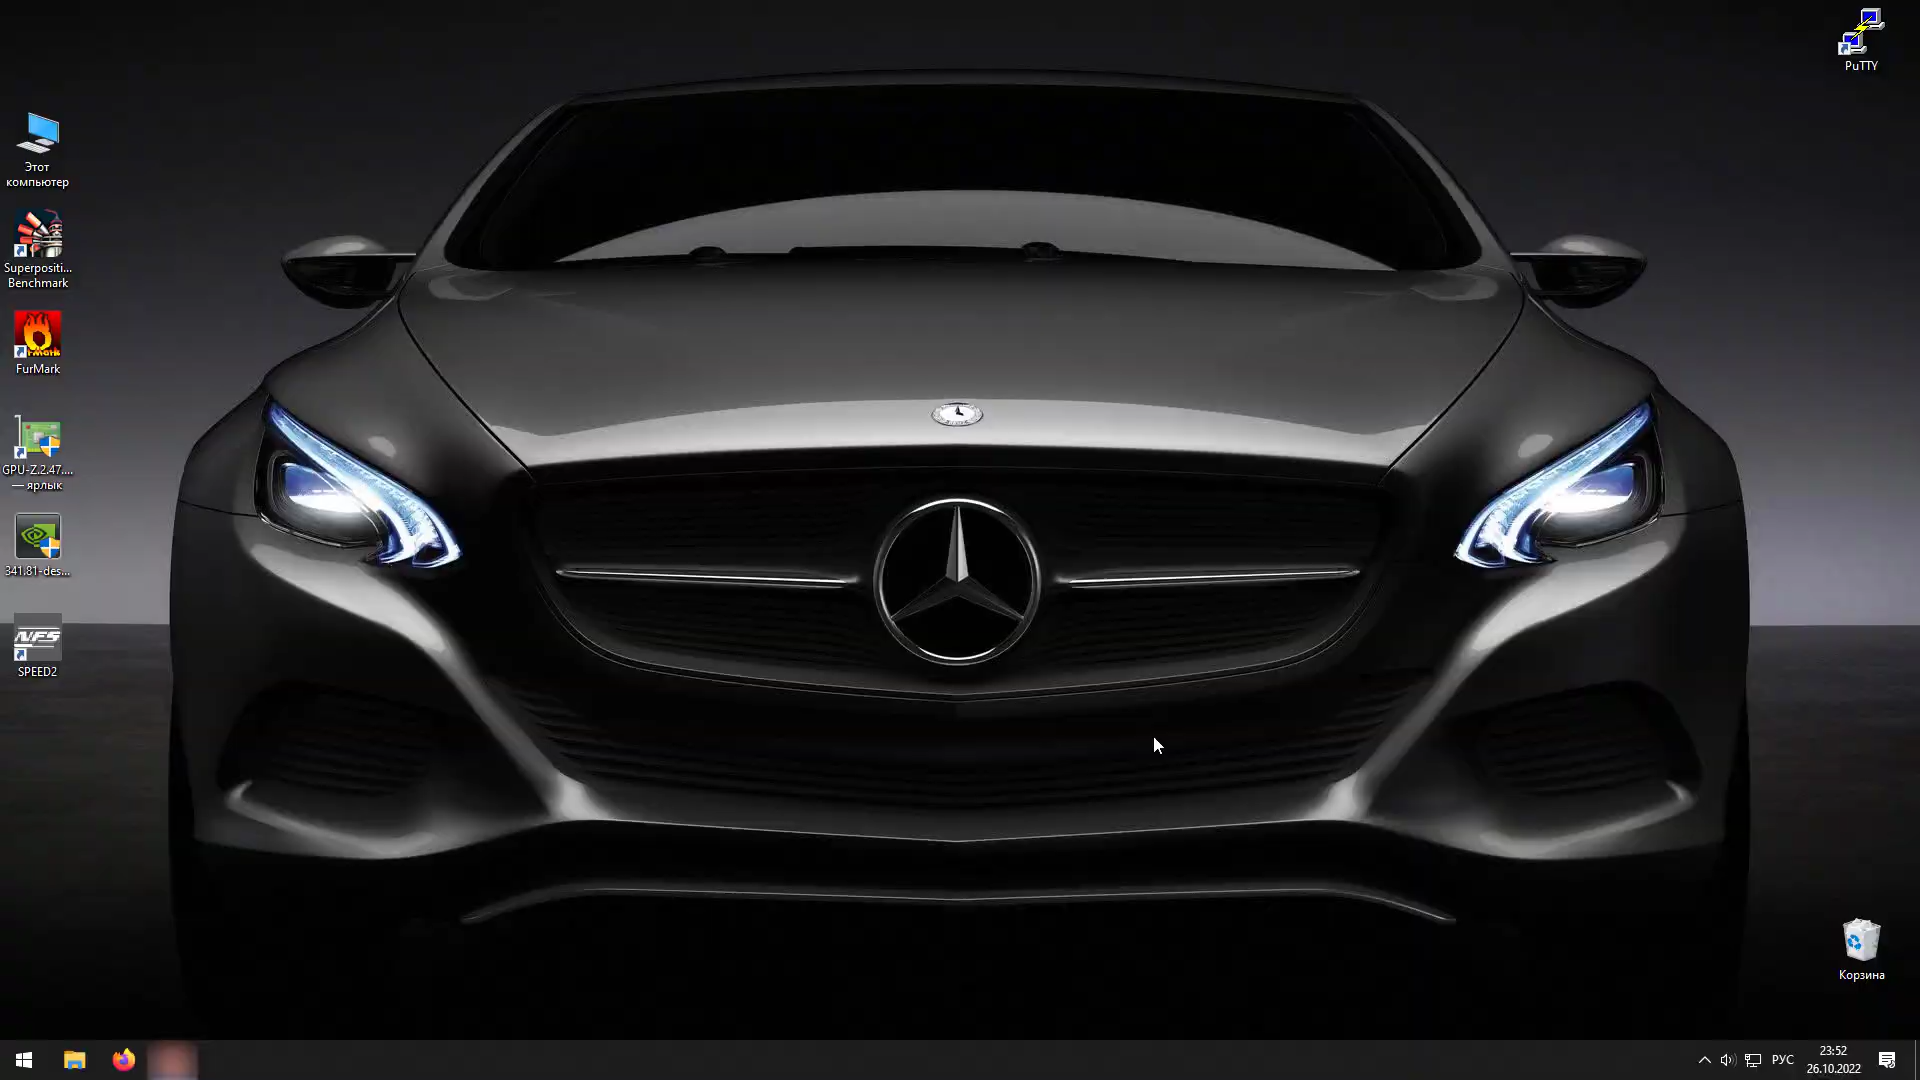 PuTTY
Этот
компьютер
Superpositi...
Benchmark
FurMark
GPU-Z.2.47....
— ярлык
341.81-des...
NFS
SPEED2
Корзина
РУС
23:52
26.10.2022